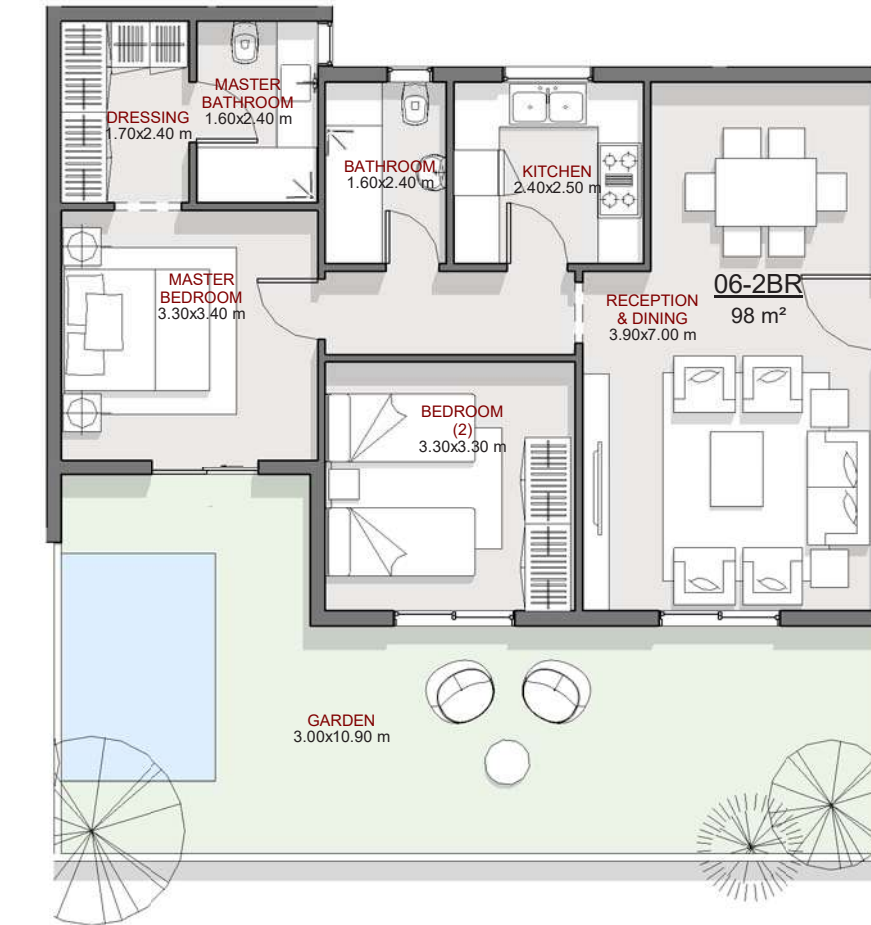 MASTER
BATHROOM
1.60x2.40 m
DRESSING
1.70x2.40 m
BATHROOM
1.60x2.40 m
KITCHEN
2.40x2.50 m
MASTER
BEDROOM
3.30x3.40 m
RECEPTION
& DINING
3.90x7.00 m
06-2BR
98 m²
BEDROOM
(2)
3.30x3.30 m
GARDEN
3.00x10.90 m